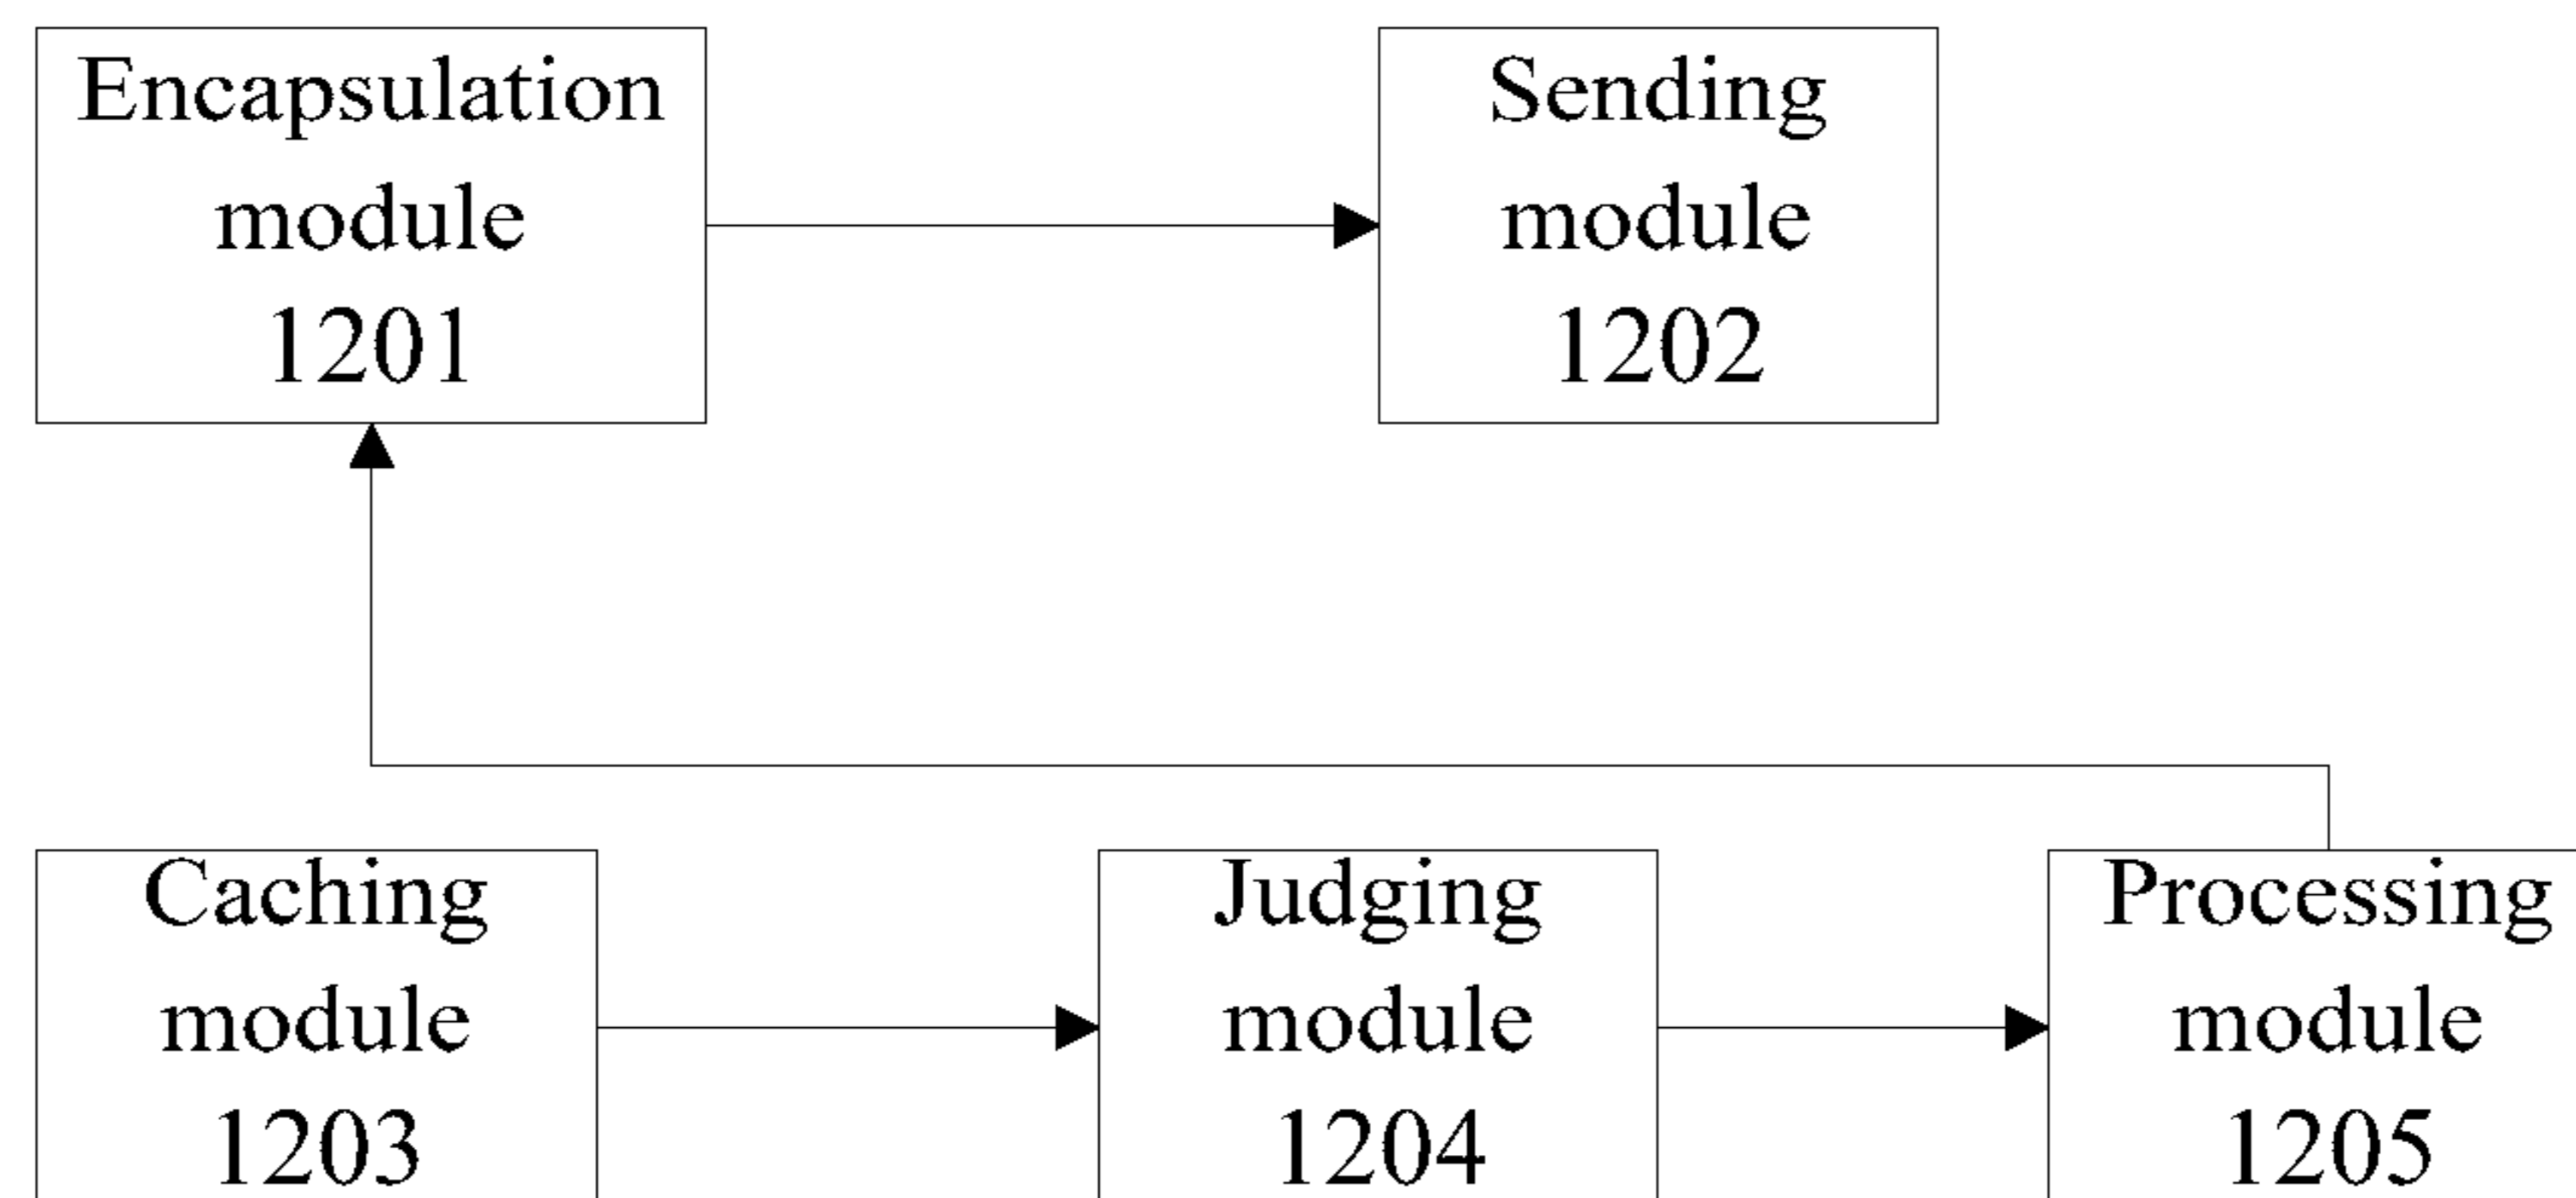 Encapsulation
module
1201
Sending
module
1202
Caching
module
1203
Judging
module
1204
Processing
module
1205